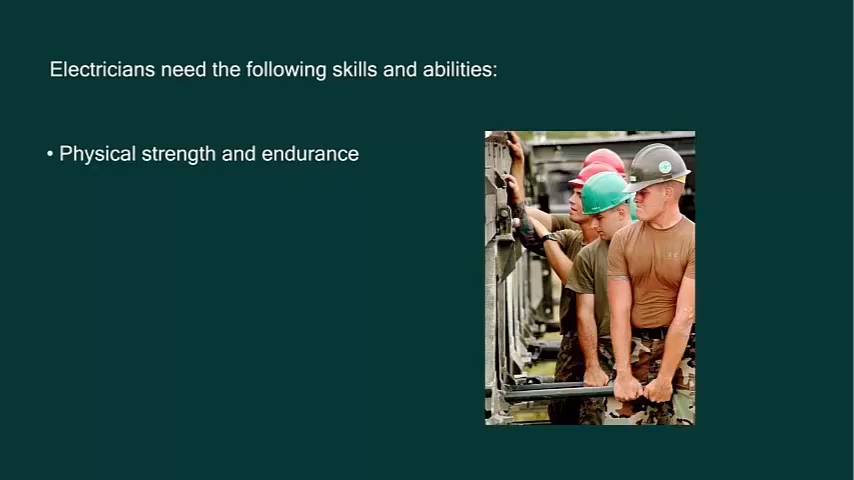 Electricians need the following skills and abilities:
• Physical strength and endurance